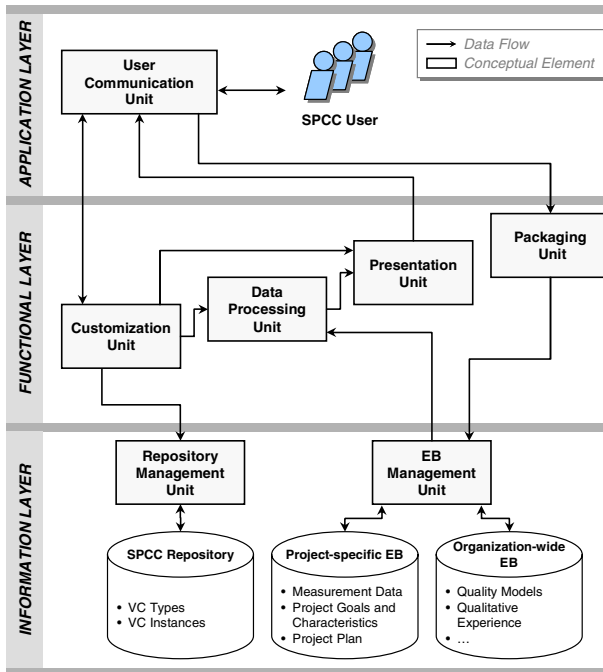 APPLICATION LAYER
User
Communication
Unit
SPCC User
Data Flow
Conceptual Element
FUNCTIONAL LAYER
Customization
Unit
Data
Processing
Unit
Presentation
Unit
Packaging
Unit
INFORMATION LAYER
Repository
Management
Unit
EB
Management
Unit
SPCC Repository
• VC Types
• VC Instances
Project-specific EB
• Measurement Data
• Project Goals and
Characteristics
• Project Plan
Organization-wide
EB
• Quality Models
• Qualitative
Experience
• ...